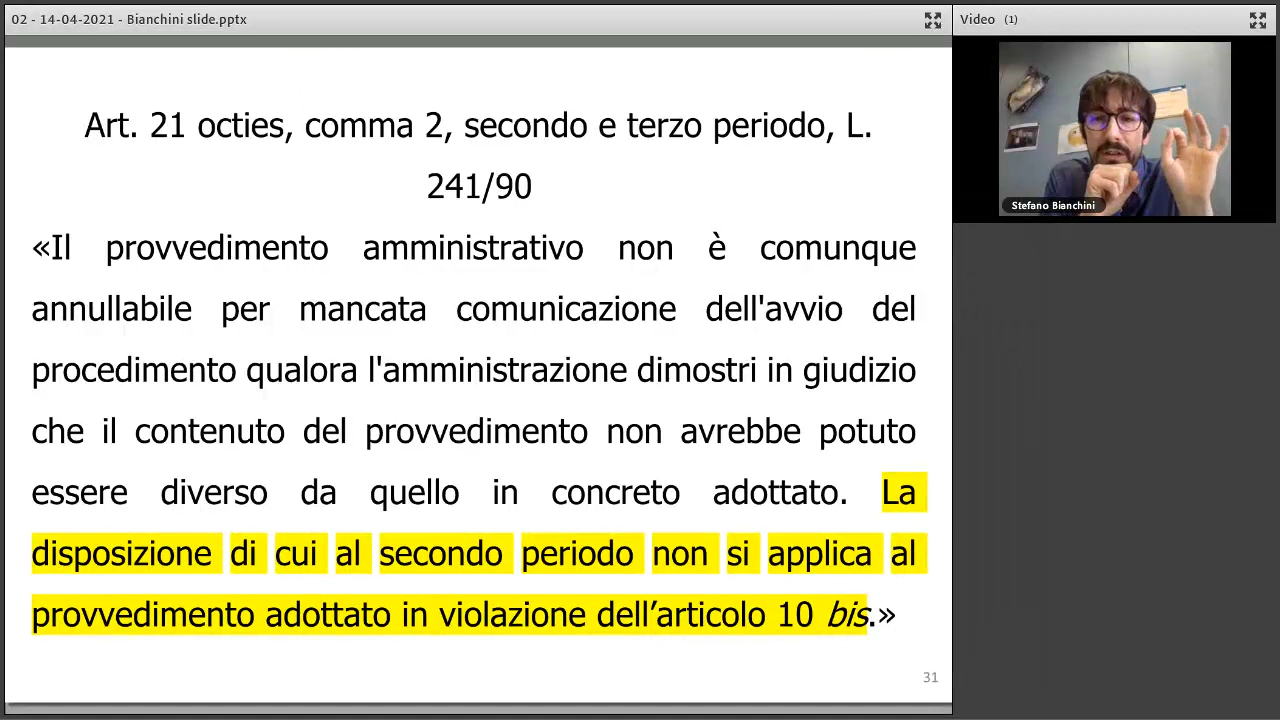 02 - 14-04-2021 - Bianchini slide.pptx
Video (1)
Stefano Bianchini
Art. 21 octies, comma 2, secondo e terzo periodo, L.
241/90
«Il provvedimento amministrativo non è comunque
annullabile per mancata comunicazione dell'avvio del
procedimento qualora l'amministrazione dimostri in giudizio
che il contenuto del provvedimento non avrebbe potuto
essere diverso da quello in concreto adottato. La
disposizione di cui al secondo periodo non si applica al
provvedimento adottato in violazione dell’articolo 10 bis.»
31